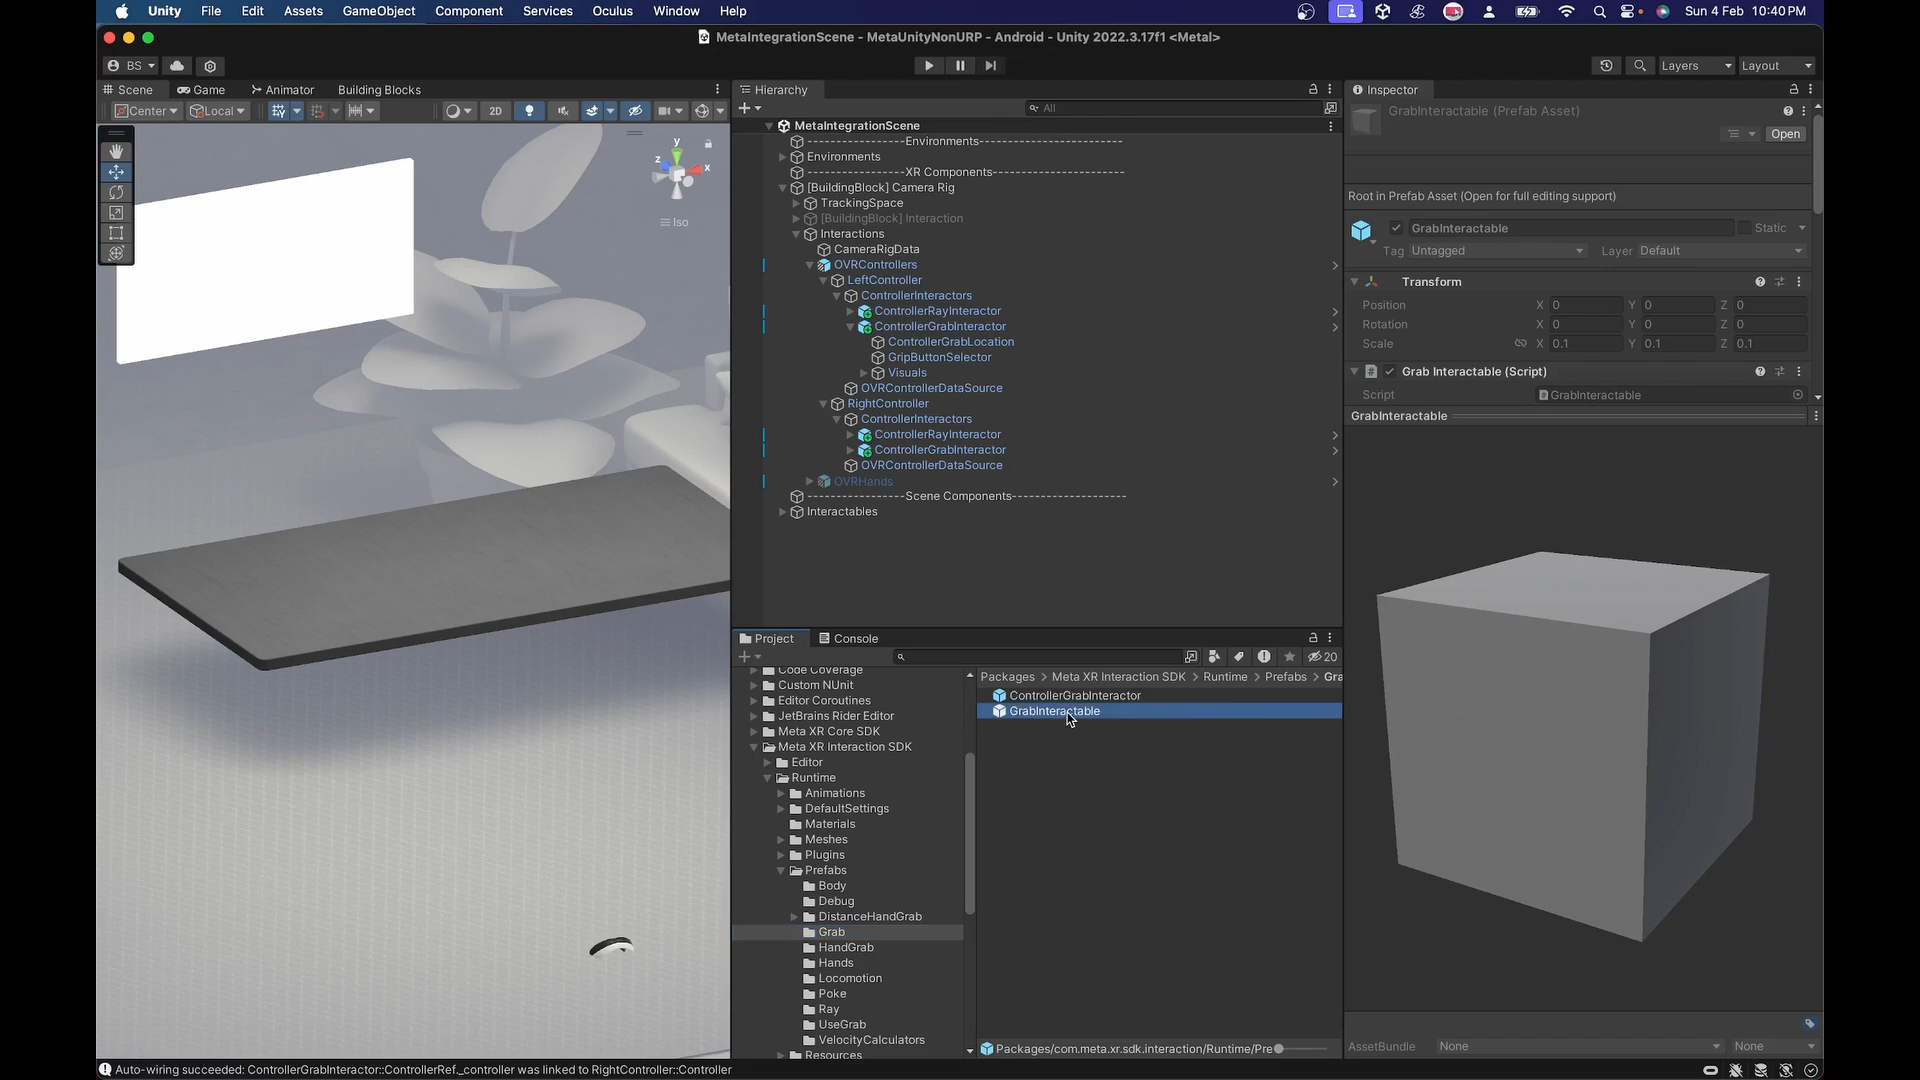 Unity File Edit Assets GameObject Component Services Oculus Window Help Sun 4 Feb 10:40 PM
MetaIntegrationScene - MetaUnityNonURP - Android - Unity 2022.3.17f1 <Metal>
BS Layers Layout
Scene Game Animator Building Blocks
Center Local 2D
y
z x
Iso
Hierarchy
All
MetaIntegrationScene
-----------------Environments---------------------------
Environments
-----------------XR Components----------------------
[BuildingBlock] Camera Rig
TrackingSpace
[BuildingBlock] Interaction
Interactions
CameraRigData
OVRControllers
LeftController
ControllerInteractors
ControllerRayInteractor
ControllerGrabInteractor
ControllerGrabLocation
GripButtonSelector
Visuals
OVRControllerDataSource
RightController
ControllerInteractors
ControllerRayInteractor
ControllerGrabInteractor
OVRControllerDataSource
OVRHands
-----------------Scene Components-------------------
Interactables
Project Console
20
Code Coverage
Custom NUnit
Editor Coroutines
JetBrains Rider Editor
Meta XR Core SDK
Meta XR Interaction SDK
Editor
Runtime
Animations
DefaultSettings
Materials
Meshes
Plugins
Prefabs
Body
Debug
DistanceHandGrab
Grab
HandGrab
Hands
Locomotion
Poke
Ray
UseGrab
VelocityCalculators
Resources
Packages > Meta XR Interaction SDK > Runtime > Prefabs > Gra
ControllerGrabInteractor
GrabInteractable
Packages/com.meta.xr.sdk.interaction/Runtime/Pre
Inspector
GrabInteractable (Prefab Asset)
Open
Root in Prefab Asset (Open for full editing support)
GrabInteractable Static
Tag Untagged Layer Default
Transform
Position X 0 Y 0 Z 0
Rotation X 0 Y 0 Z 0
Scale X 0.1 Y 0.1 Z 0.1
Grab Interactable (Script)
Script GrabInteractable
GrabInteractable
AssetBundle None None
Auto-wiring succeeded: ControllerGrabInteractor::ControllerRef._controller was linked to RightController::Controller